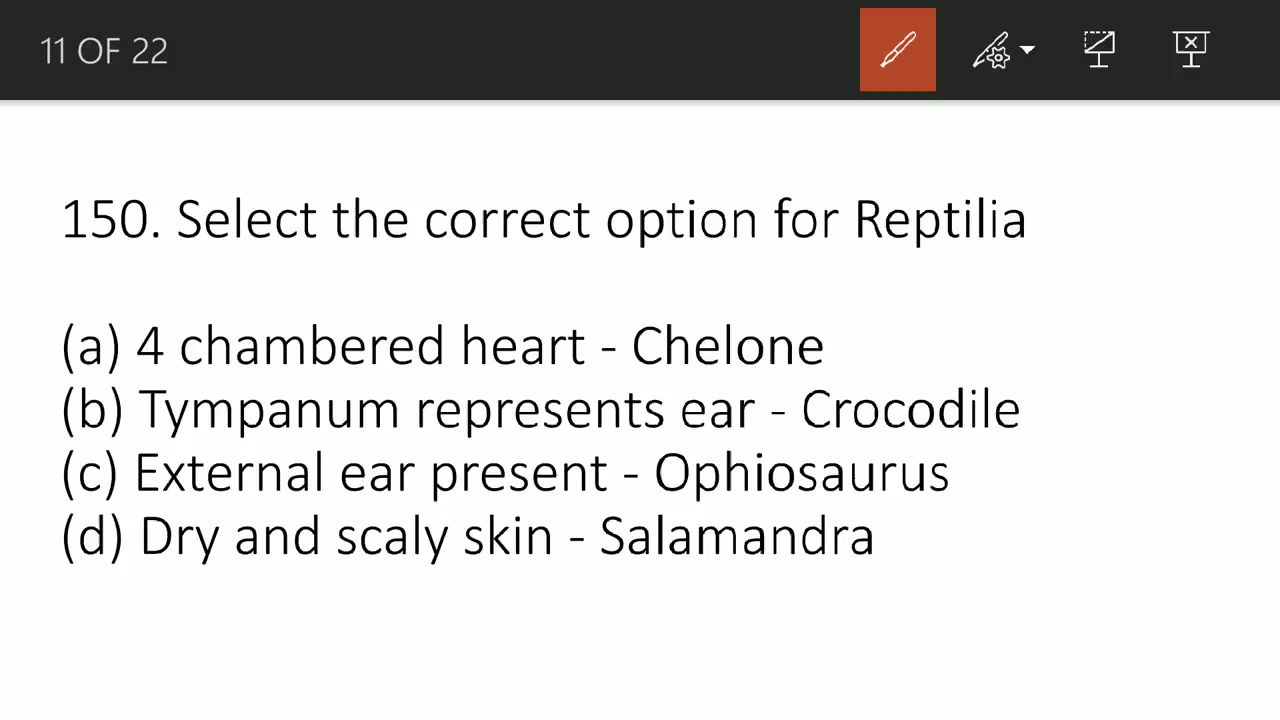 11 OF 22
150. Select the correct option for Reptilia
(a) 4 chambered heart - Chelone
(b) Tympanum represents ear - Crocodile
(c) External ear present - Ophiosaurus
(d) Dry and scaly skin - Salamandra